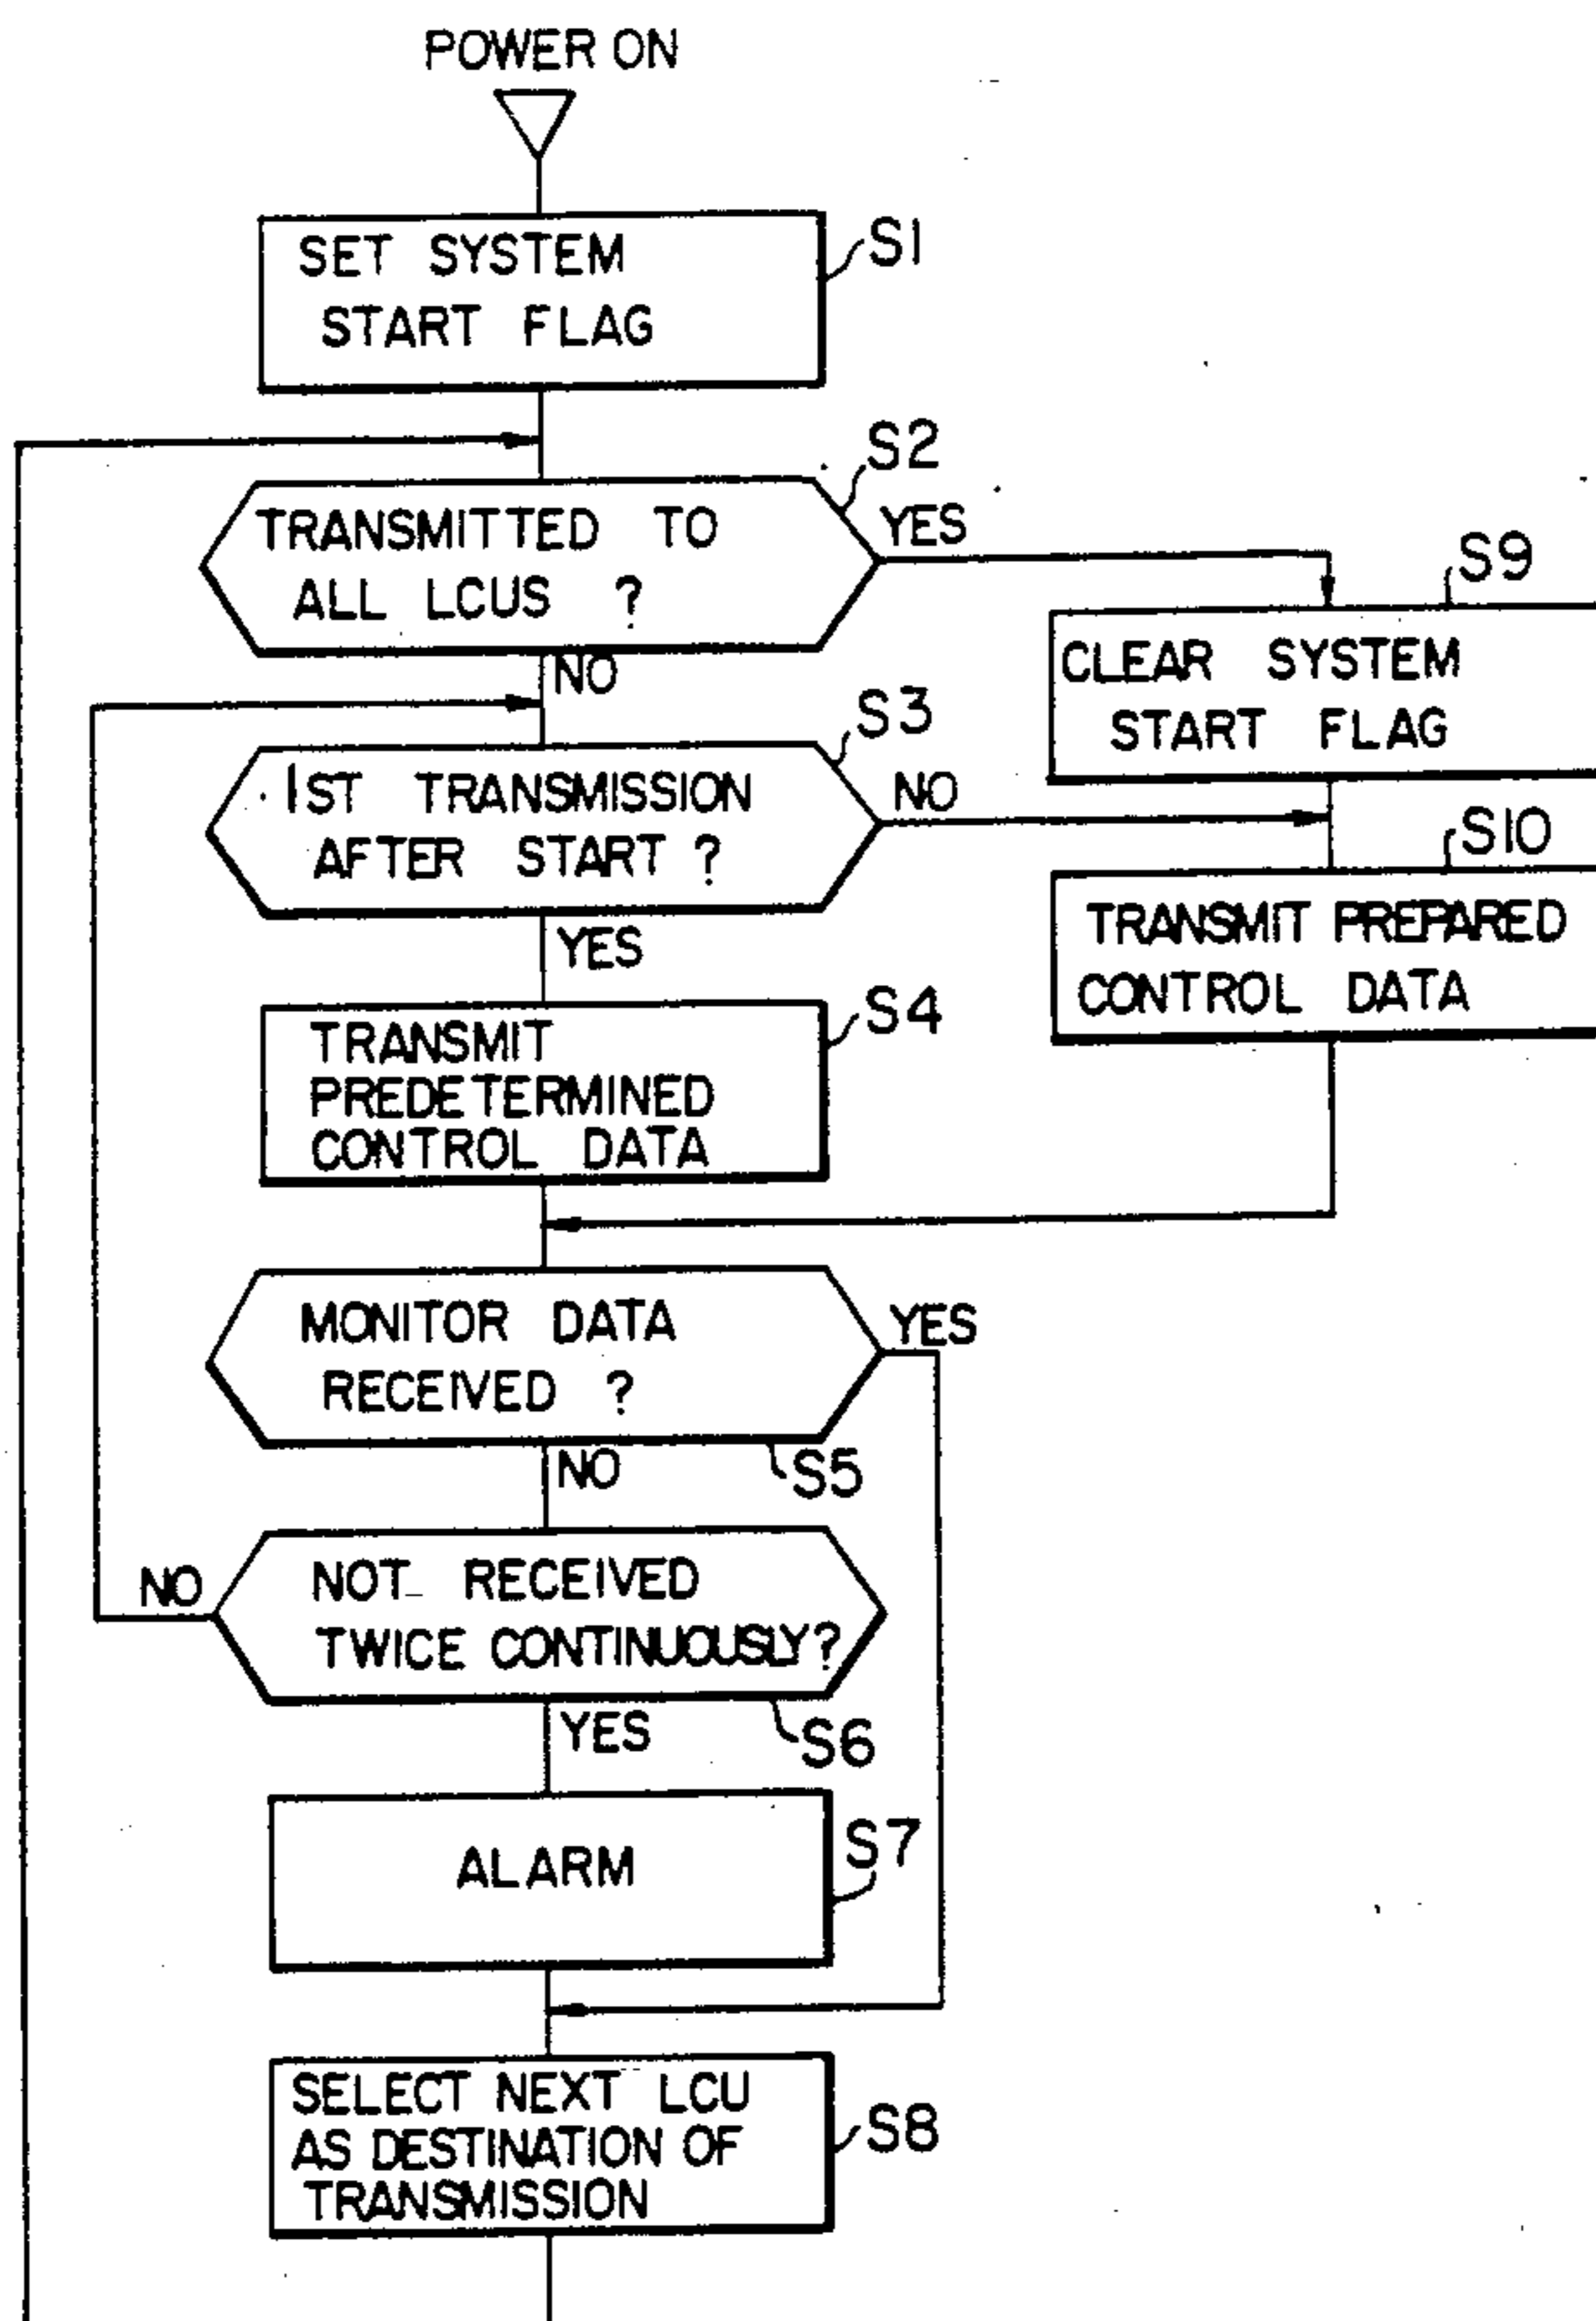 POWER ON
SET SYSTEM
START FLAG
S1
S2
TRANSMITTED TO
ALL LCUS ?
YES
NO
S9
CLEAR SYSTEM
START FLAG
S3
1ST TRANSMISSION
AFTER START ?
NO
YES
S10
TRANSMIT PREPARED
CONTROL DATA
S4
TRANSMIT
PREDETERMINED
CONTROL DATA
MONITOR DATA
RECEIVED ?
YES
NO
S5
NO
NOT RECEIVED
TWICE CONTINUOUSLY?
YES
S6
ALARM
S7
SELECT NEXT LCU
AS DESTINATION OF
TRANSMISSION
S8